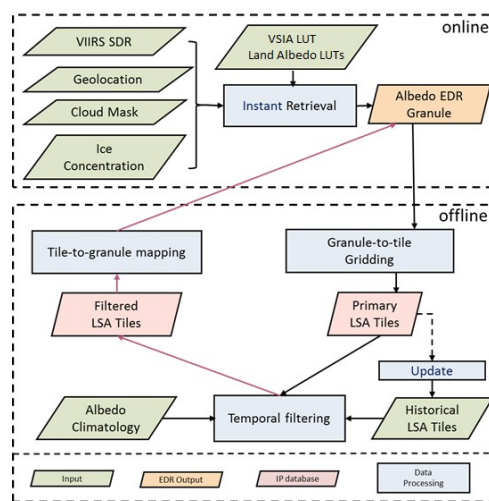 online
VIIRS SDR
VSIA LUT
Land Albedo LUTs
Geolocation
Cloud Mask
Instant Retrieval
Albedo EDR
Granule
Ice
Concentration
offline
Tile-to-granule mapping
Granule-to-tile
Gridding
Filtered
LSA Tiles
Primary
LSA Tiles
Update
Albedo
Climatology
Temporal filtering
Historical
LSA Tiles
Input
EDR Output
IP database
Data
Processing